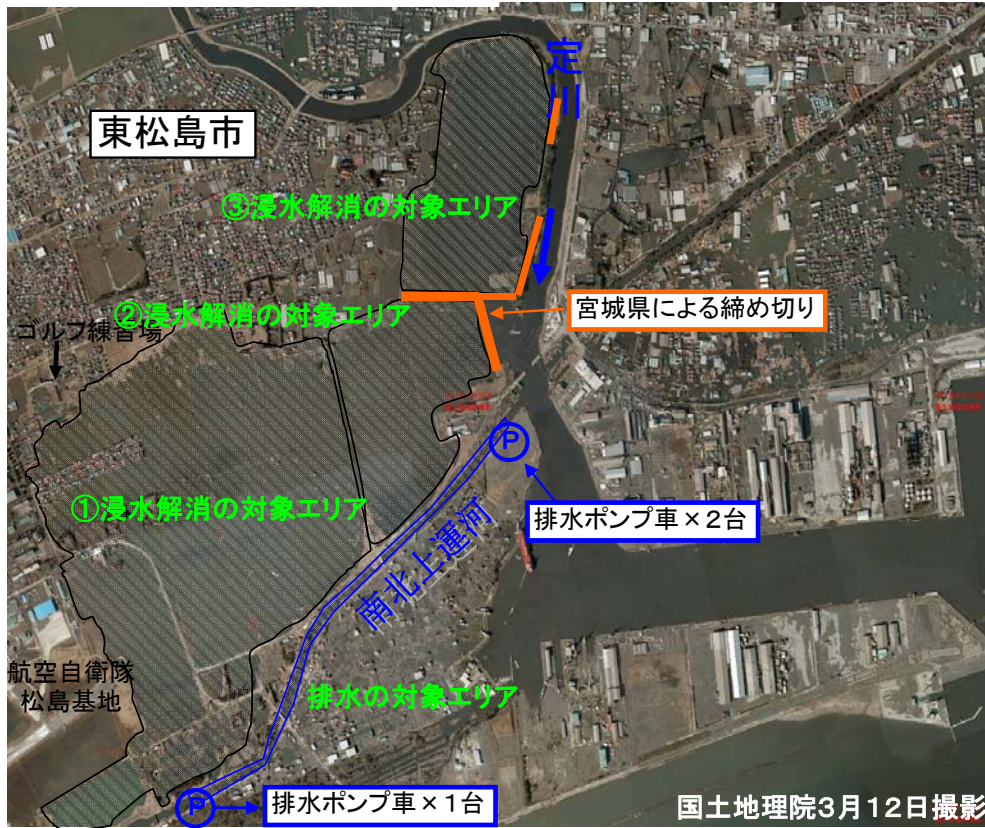 定川
東松島市
③浸水解消の対象エリア
宮城県による締め切り
②浸水解消の対象エリア
ゴルフ練習場
P
①浸水解消の対象エリア
排水ポンプ車×2台
南北上運河
航空自衛隊
松島基地
排水の対象エリア
P
排水ポンプ車×1台
国土地理院3月12日撮影